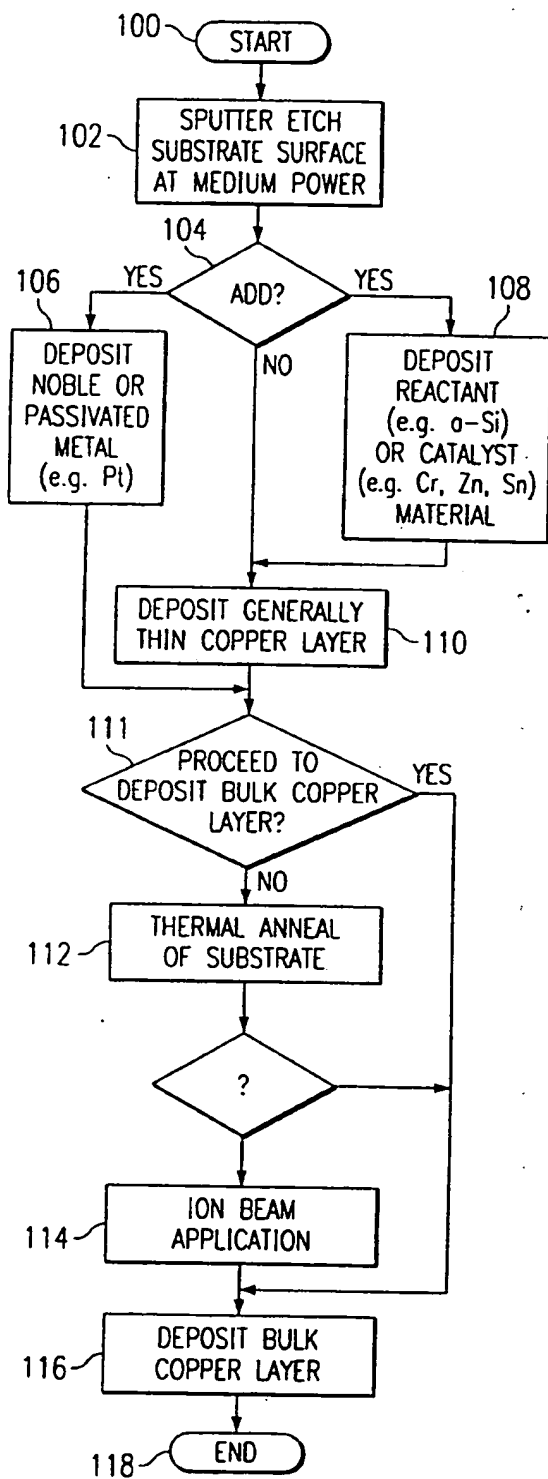 100
START
102
SPUTTER ETCH
SUBSTRATE SURFACE
AT MEDIUM POWER
104
YES
ADD?
YES
NO
106
DEPOSIT
NOBLE OR
PASSIVATED
METAL
(e.g. Pt)
108
DEPOSIT
REACTANT
(e.g. a-Si)
OR CATALYST
(e.g. Cr, Zn, Sn)
MATERIAL
DEPOSIT GENERALLY
THIN COPPER LAYER
110
111
PROCEED TO
DEPOSIT BULK COPPER
LAYER?
YES
NO
112
THERMAL ANNEAL
OF SUBSTRATE
?
114
ION BEAM
APPLICATION
116
DEPOSIT BULK
COPPER LAYER
118
END